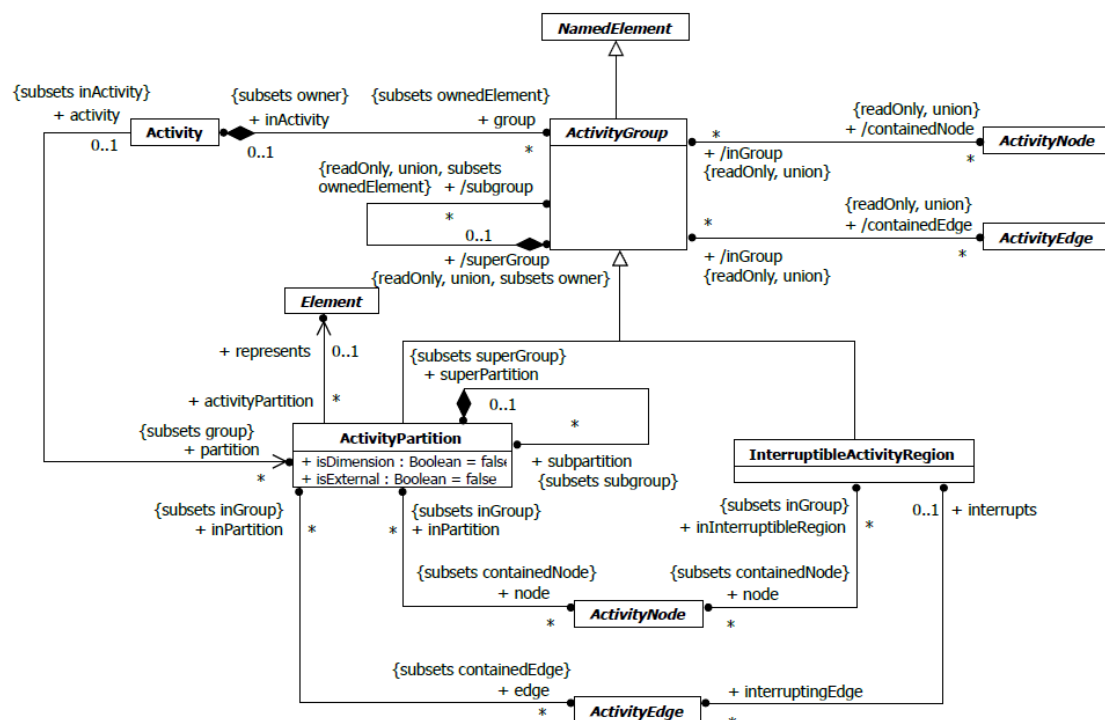 NamedElement
{subsets inActivity}
+ activity
0..1
Activity
{subsets owner}
+ inActivity
0..1
{subsets ownedElement}
+ group
*
ActivityGroup
*
+ /inGroup
{readOnly, union}
{readOnly, union}
+ /containedNode
*
ActivityNode
{readOnly, union, subsets
ownedElement} + /subgroup
*
0..1
+ /superGroup
{readOnly, union, subsets owner}
*
+ /inGroup
{readOnly, union}
{readOnly, union}
+ /containedEdge
*
ActivityEdge
Element
+ represents
0..1
+ activityPartition
*
{subsets superGroup}
+ superPartition
0..1
*
+ subpartition
{subsets subgroup}
{subsets group}
+ partition
*
ActivityPartition
+ isDimension : Boolean = false
+ isExternal : Boolean = false
InterruptibleActivityRegion
{subsets inGroup}
+ inPartition
*
{subsets inGroup}
+ inPartition
*
{subsets inGroup}
+ inInterruptibleRegion
*
0..1
+ interrupts
{subsets containedNode}
+ node
*
ActivityNode
{subsets containedNode}
+ node
*
{subsets containedEdge}
+ edge
*
ActivityEdge
+ interruptingEdge
*